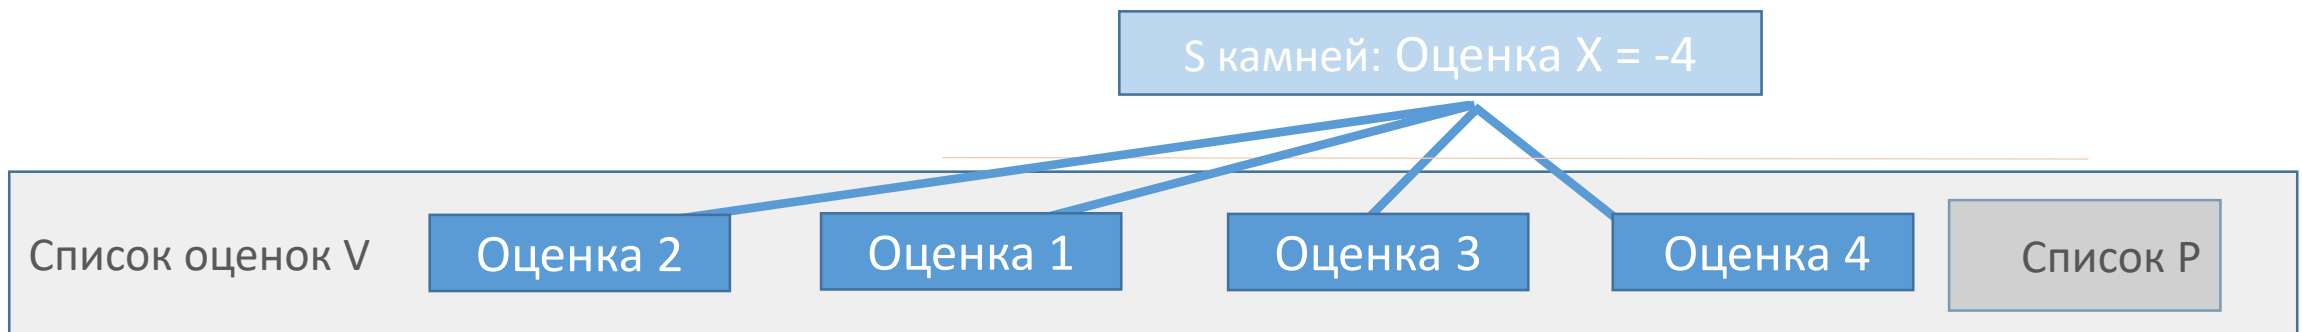 S камней: Оценка X = -4
Список оценок V
Оценка 2
Оценка 1
Оценка 3
Оценка 4
Список P